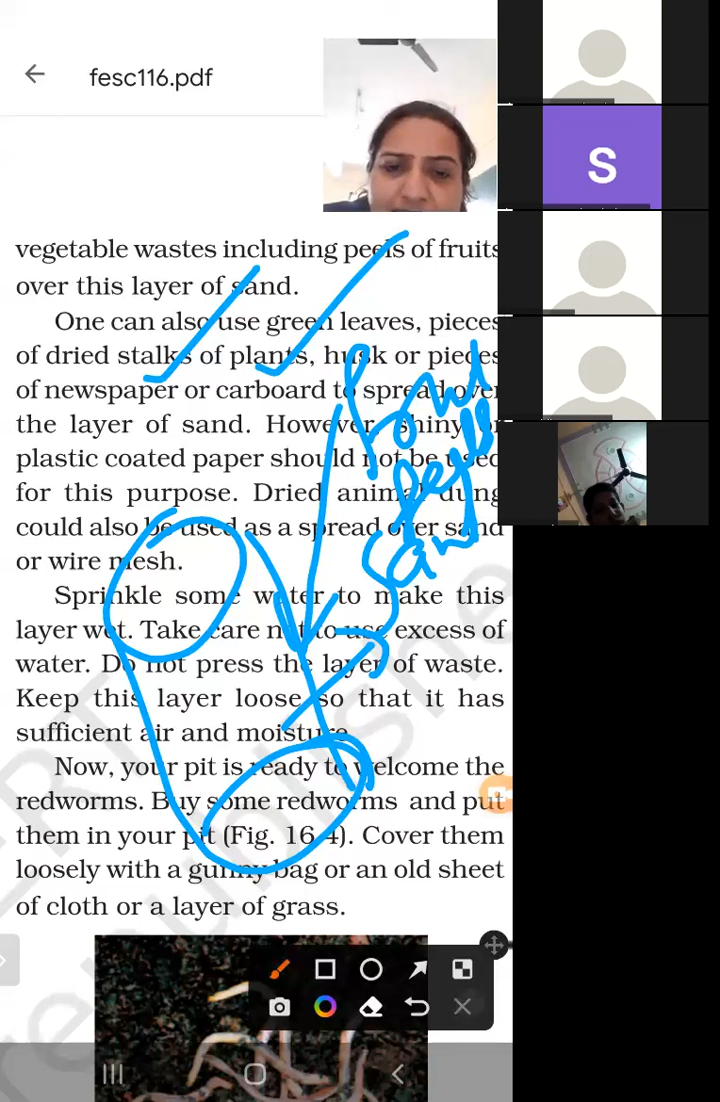 fesc116.pdf
S
vegetable wastes including peels of fruits
over this layer of sand.
One can also use green leaves, pieces
of dried stalks of plants, husk or pieces
of newspaper or carboard to spread over
the layer of sand. However, shiny or
plastic coated paper should not be used
for this purpose. Dried animal dung
could also be used as a spread over sand
or wire mesh.
Sprinkle some water to make this
layer wet. Take care not to use excess of
water. Do not press the layer of waste.
Keep this layer loose so that it has
sufficient air and moisture.
Now, your pit is ready to welcome the
redworms. Buy some redworms and put
them in your pit (Fig. 16.4). Cover them
loosely with a gunny bag or an old sheet
of cloth or a layer of grass.
Sand